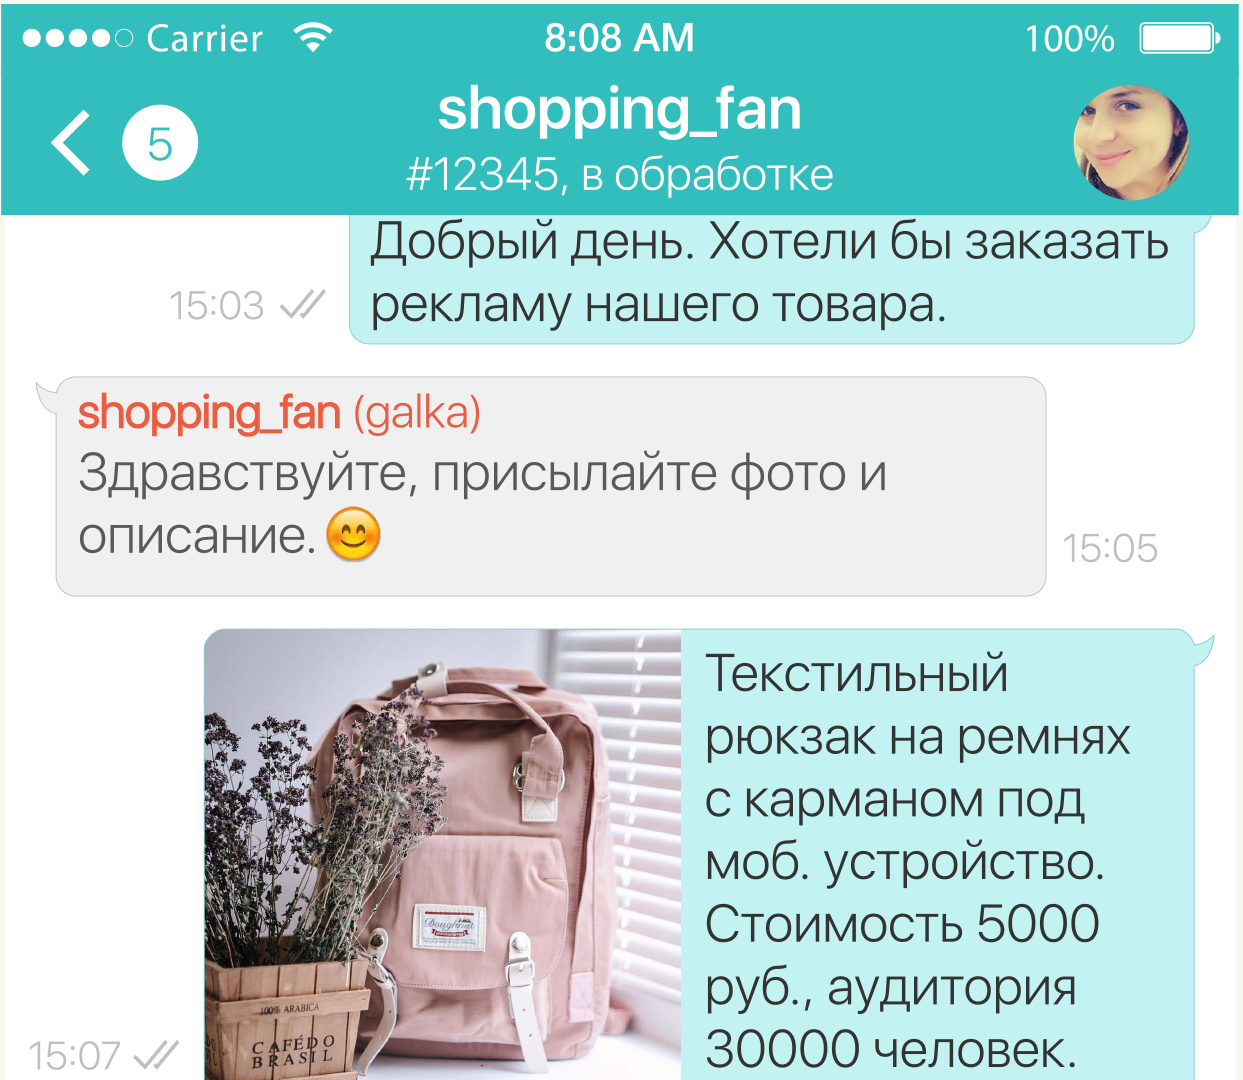 Carrier 8:08 AM 100%
5
shopping_fan
#12345, в обработке
Добрый день. Хотели бы заказать
рекламу нашего товара.
15:03
shopping_fan (galka)
Здравствуйте, присылайте фото и
описание.😊
15:05
Текстильный
рюкзак на ремнях
с карманом под
моб. устройство.
Стоимость 5000
руб., аудитория
30000 человек.
15:07
Doughnut
100% ARABICA
CAFÉDO
BRASIL